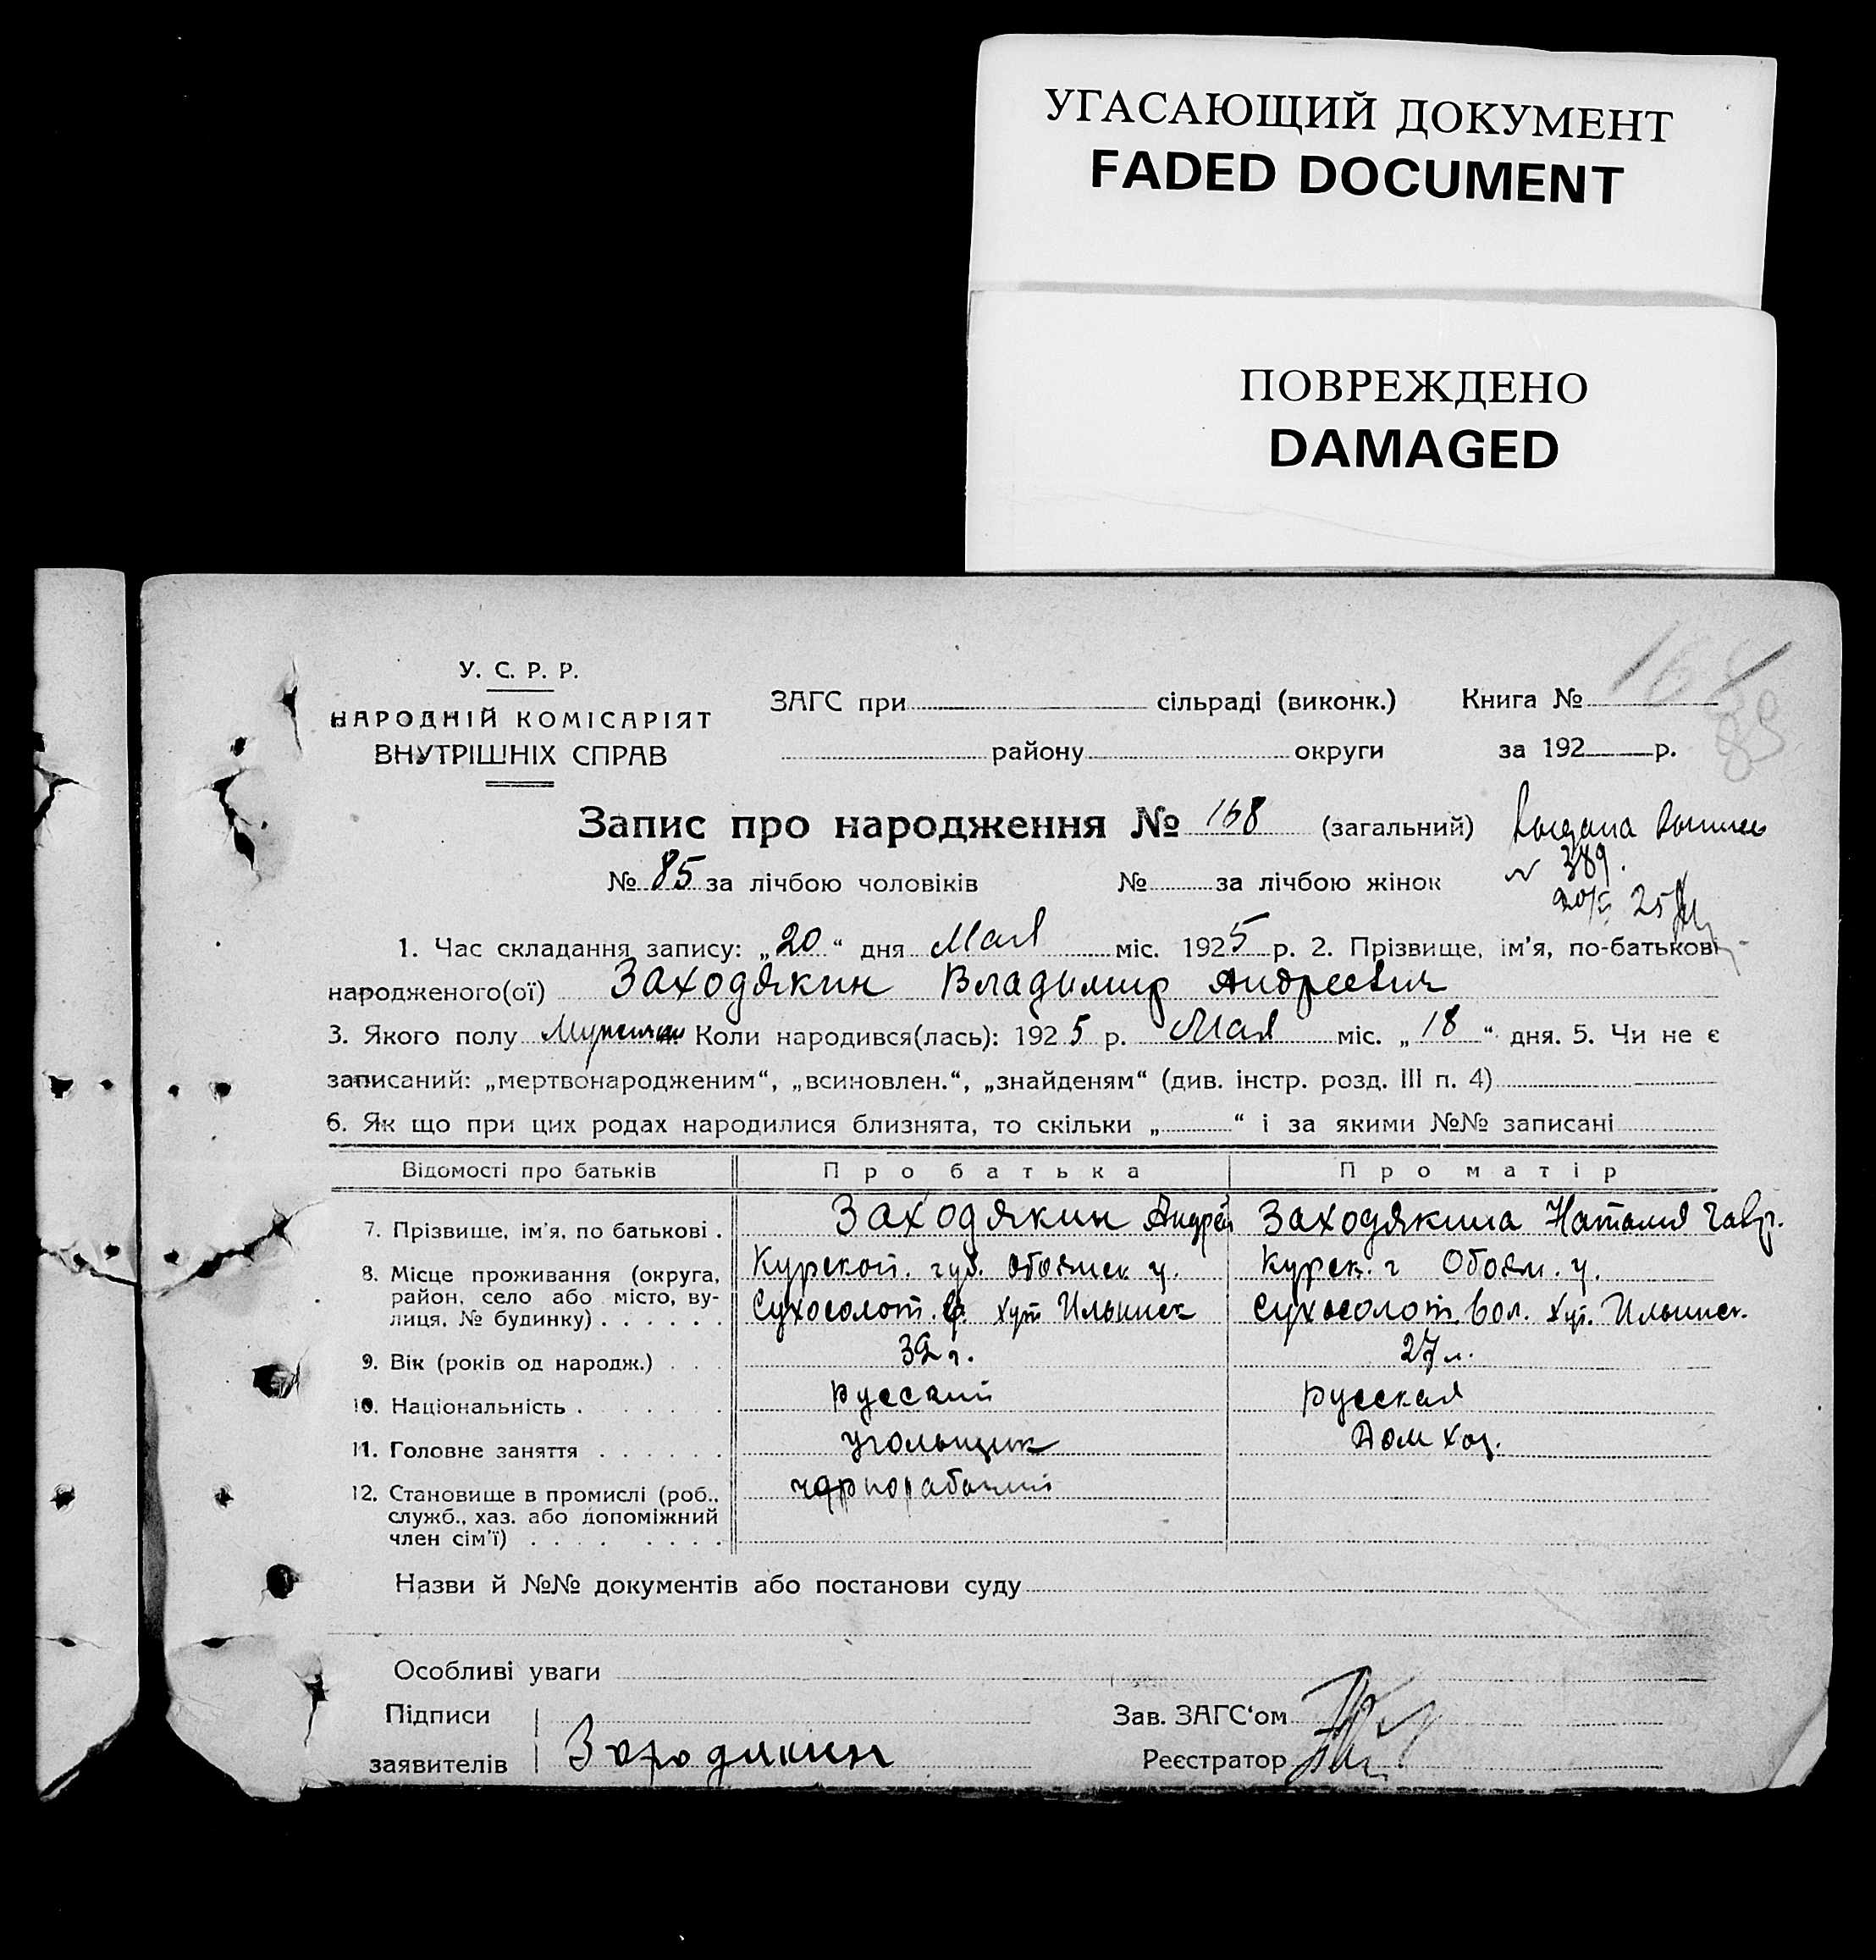 УГАСАЮЩИЙ ДОКУМЕНТ
FADED DOCUMENT
ПОВРЕЖДЕНО
DAMAGED
У. С. Р. Р.
НАРОДНІЙ КОМІСАРІЯТ
ВНУТРІШНІХ СПРАВ
ЗАГС при сільраді (виконк.) Книга № 168
району округи за 192 р. 85
Запис про народження № 168 (загальний)
№ 85 за лічбою чоловіків № за лічбою жінок
№ 389.
20/V 25
1. Час складання запису: „20“ дня Мая міс. 1925 р. 2. Прізвище, ім'я, по-батькові
народженого(ої) Заходякин Владимир Андреевич
3. Якого полу Мужчин Коли народився(лась): 1925 р. Мая міс. „18“ дня. 5. Чи не є
записаний: „мертвонародженим“, „всиновлен.“, „знайденям“ (див. інстр. розд. III п. 4)
6. Як що при цих родах народилися близнята, то скільки „ “ і за якими №№ записані
Відомості про батьків Про батька Про матір
7. Прізвище, ім'я, по батькові . Заходякин Андрей Заходякина Наталия Гавр.
8. Місце проживання (округа, Курской. губ. Обоянск у. Курск. г Обоян. у.
район, село або місто, ву- Сухосолот. в. хут Ильинск Сухосолот. вол. хут. Ильинск.
лиця, № будинку) . . . . . .
9. Вік (років од народж.) . . . 32 г. 27 л.
10. Національність . . . . . русский русская
11. Головне заняття . . . . . . угольщик Дом хоз.
12. Становище в промислі (роб., чернорабочий
служб., хаз. або допоміжний
член сім'ї) . . . . . . . .
Назви й №№ документів або постанови суду
Особливі уваги
Підписи Зав. ЗАГС‘ом
заявителів Заходякин Реєстратор